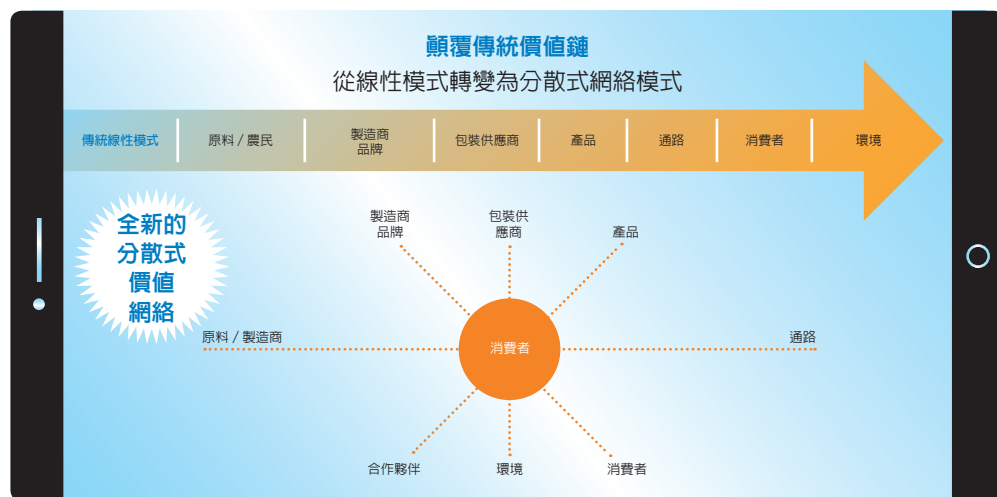 顛覆傳統價值鏈
從線性模式轉變為分散式網絡模式
傳統線性模式
原料 / 農民
製造商
品牌
包裝供應商
產品
通路
消費者
環境
全新的
分散式
價值
網絡
製造商
品牌
包裝供
應商
產品
原料 / 製造商
消費者
通路
合作夥伴
環境
消費者